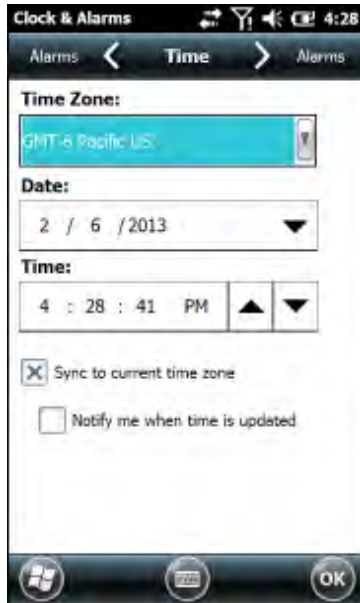 Clock & Alarms 4:28
Alarms Time Alarms
Time Zone:
GMT-8 Pacific US
Date:
2 / 6 / 2013
Time:
4 : 28 : 41 PM
Sync to current time zone
Notify me when time is updated
OK